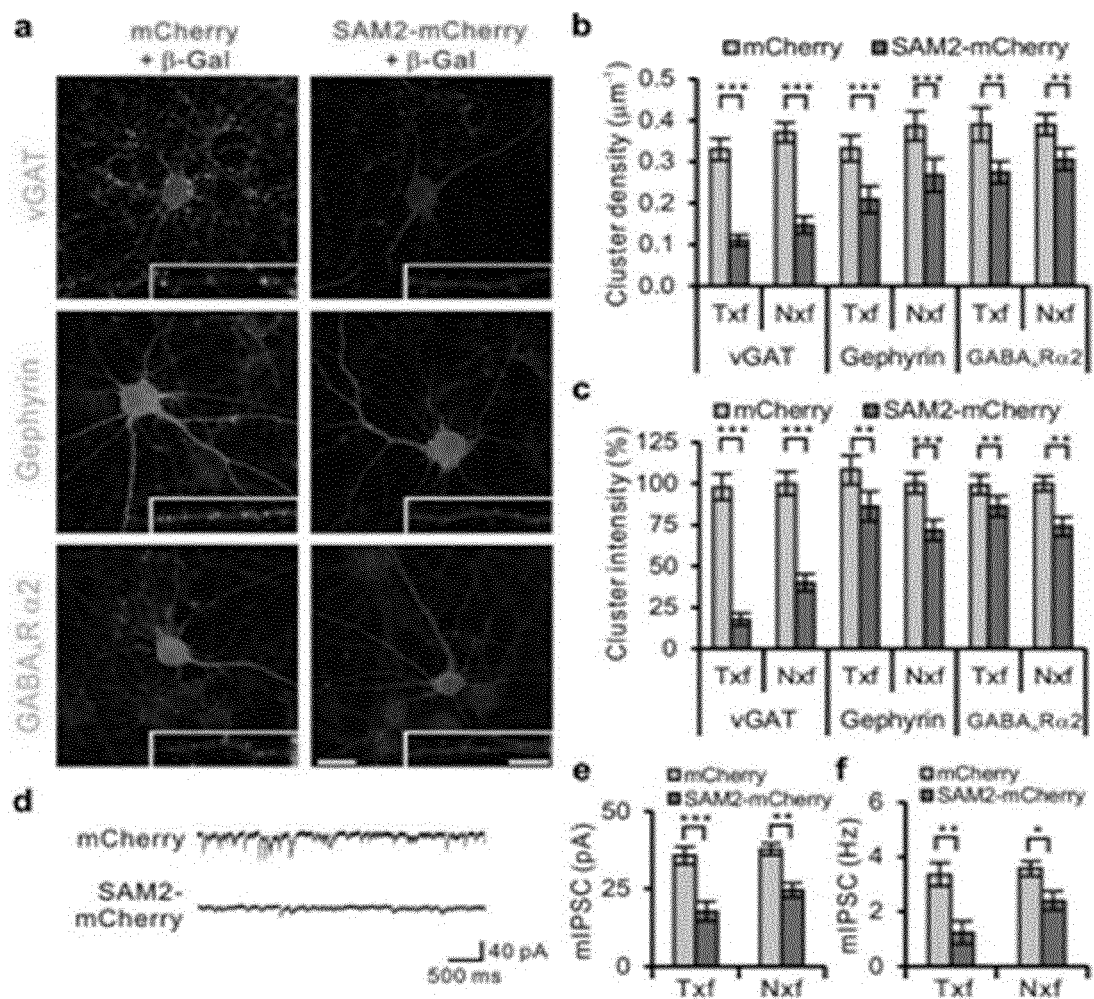 a
mCherry
+ β-Gal
SAM2-mCherry
+ β-Gal
vGAT
Gephyrin
GABAₐRα2
b
mCherry SAM2-mCherry
Cluster density (μm⁻¹)
0.5
0.4
0.3
0.2
0.1
0.0
*** *** *** *** ** **
Txf Nxf Txf Nxf Txf Nxf
vGAT Gephyrin GABAₐRα2
c
mCherry SAM2-mCherry
Cluster intensity (%)
125
100
75
50
25
0
*** *** ** *** ** **
Txf Nxf Txf Nxf Txf Nxf
vGAT Gephyrin GABAₐRα2
d
mCherry
SAM2-
mCherry
40 pA
500 ms
e
mCherry
SAM2-mCherry
mIPSC (pA)
50
25
0
*** **
Txf Nxf
f
mCherry
SAM2-mCherry
mIPSC (Hz)
6
4
2
0
** *
Txf Nxf